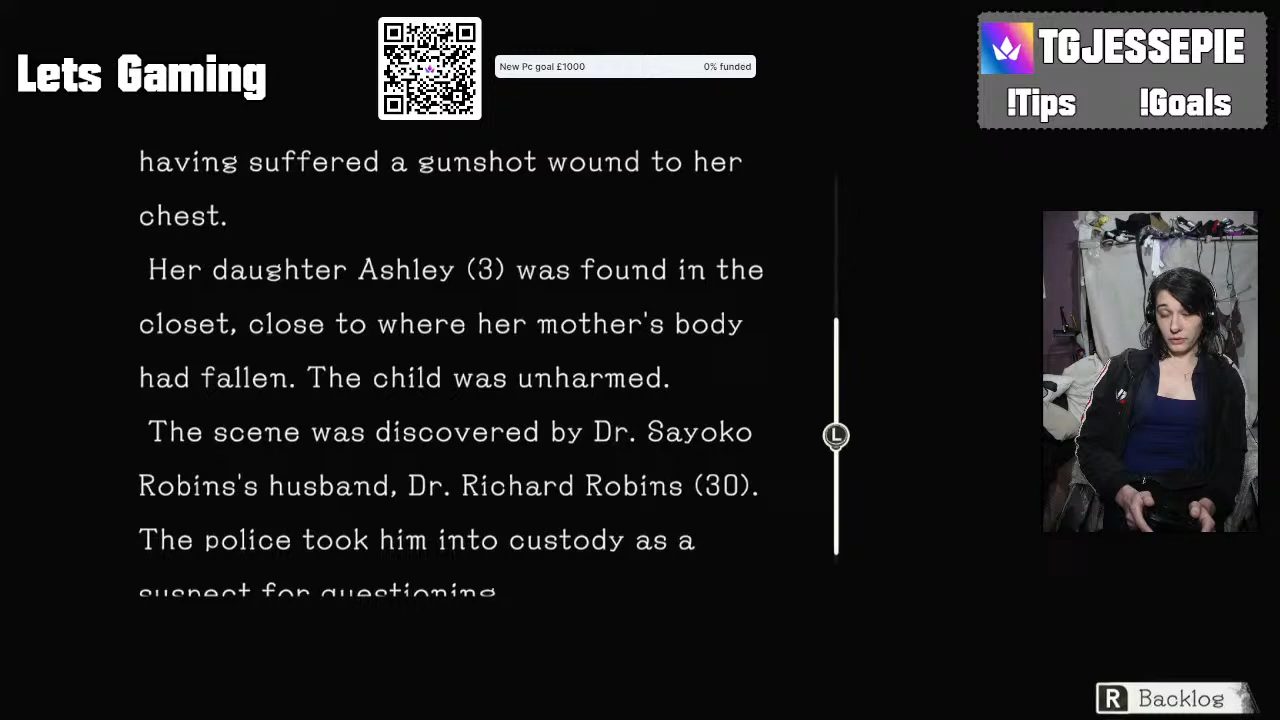 Lets Gaming
New Pc goal £1000 0% funded
TGJESSEPIE
!Tips !Goals
having suffered a gunshot wound to her
chest.
Her daughter Ashley (3) was found in the
closet, close to where her mother's body
had fallen. The child was unharmed.
The scene was discovered by Dr. Sayoko
Robins's husband, Dr. Richard Robins (30).
The police took him into custody as a
suspect for questioning.
L
R Backlog